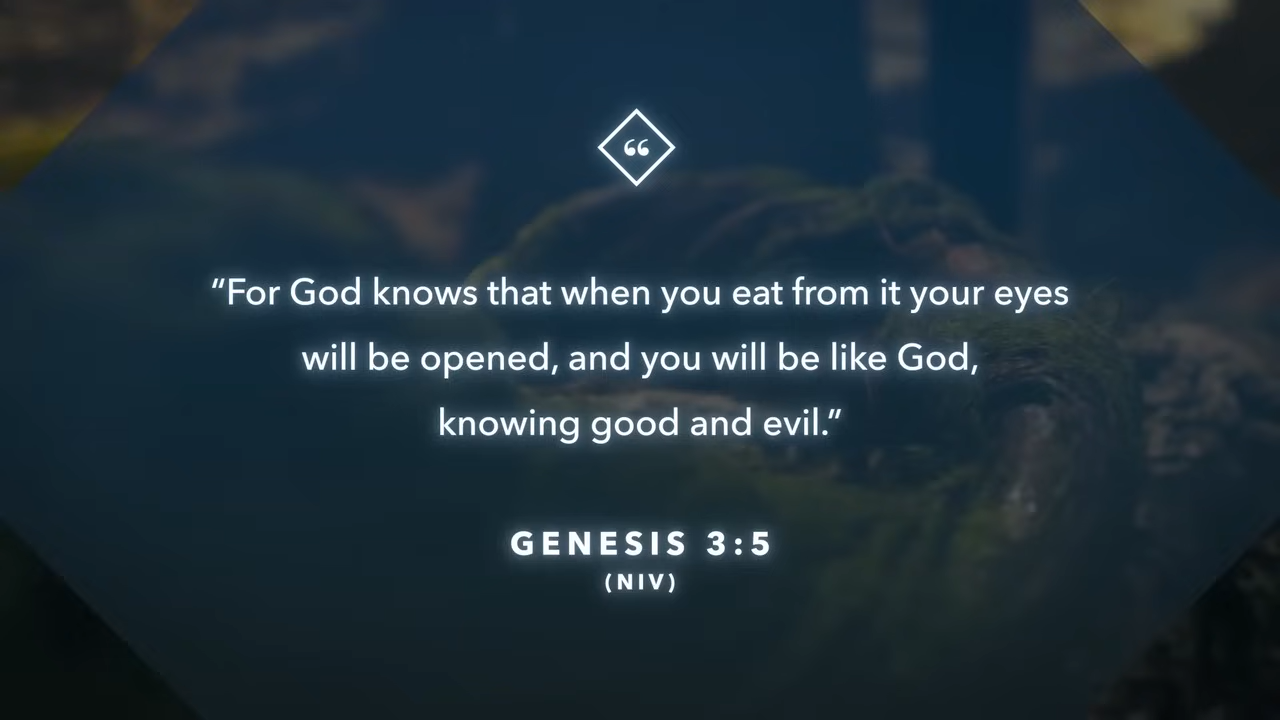 “
“For God knows that when you eat from it your eyes
will be opened, and you will be like God,
knowing good and evil.”
GENESIS 3:5
(NIV)